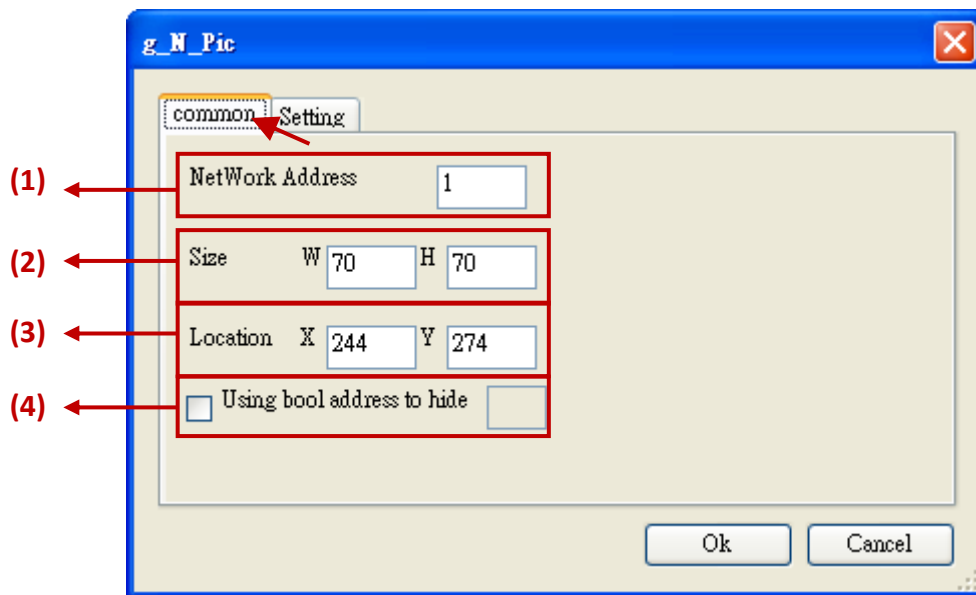 g_N_Pic
common Setting
(1) NetWork Address 1
(2) Size W 70 H 70
(3) Location X 244 Y 274
(4) Using bool address to hide
Ok Cancel